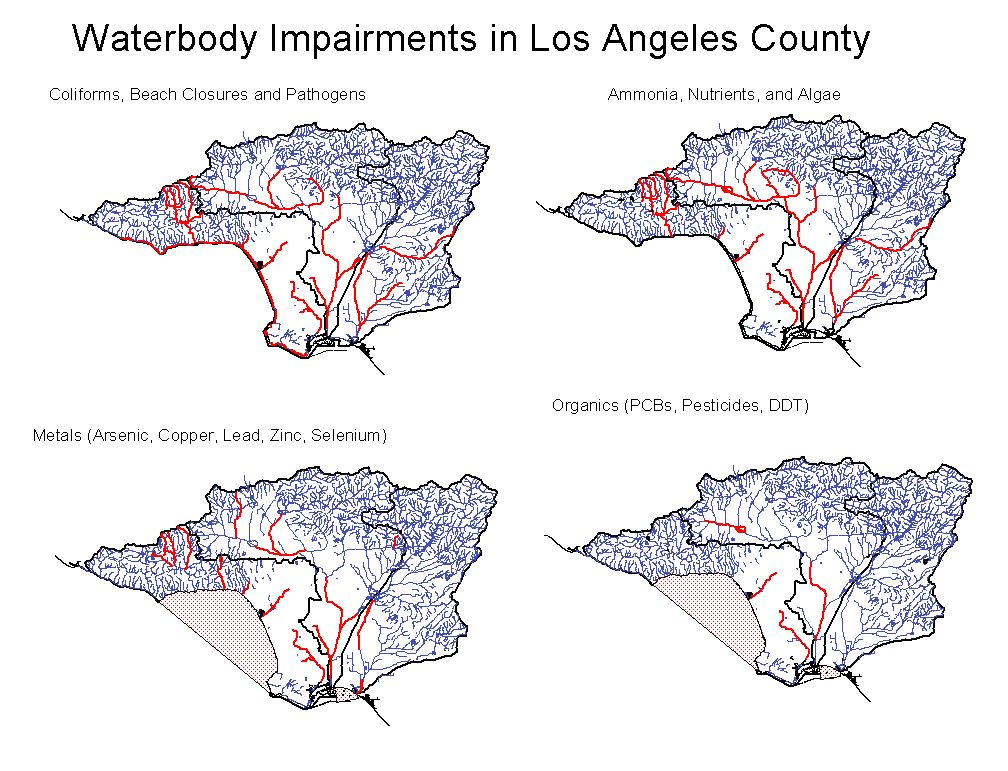 Waterbody Impairments in Los Angeles County
Coliforms, Beach Closures and Pathogens
Ammonia, Nutrients, and Algae
Organics (PCBs, Pesticides, DDT)
Metals (Arsenic, Copper, Lead, Zinc, Selenium)